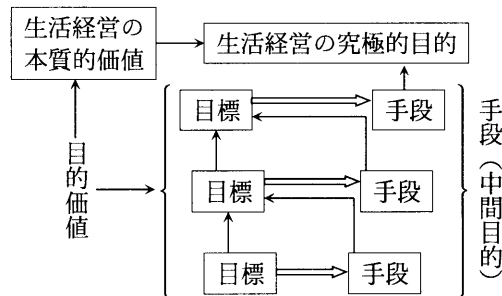 生活経営の
本質的価値
生活経営の究極的目的
目標
手段
目的価値
目標
手段
目標
手段
手段（中間目的）